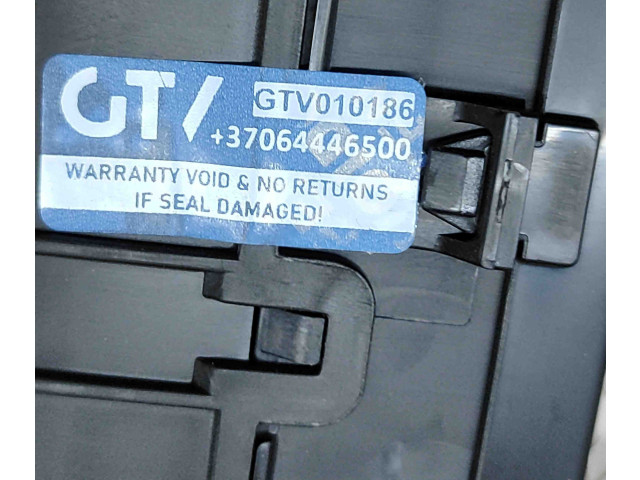 GTV
GTV010186
+37064446500
WARRANTY VOID & NO RETURNS
IF SEAL DAMAGED!